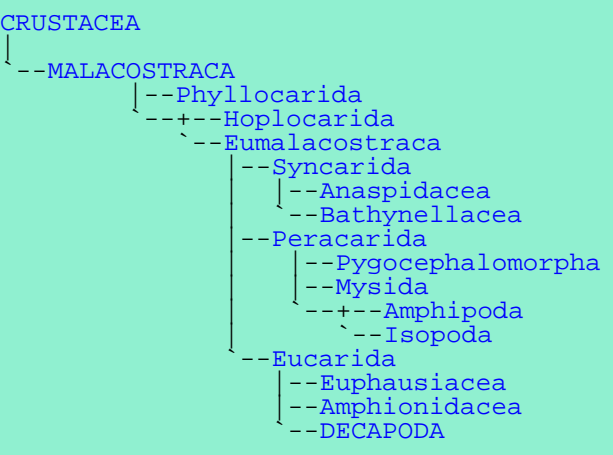 CRUSTACEA
|
`--MALACOSTRACA
         |--Phyllocarida
         `--+--Hoplocarida
            `--Eumalacostraca
               |--Syncarida
               |  |--Anaspidacea
               |  `--Bathynellacea
               |--Peracarida
               |    |--Pygocephalomorpha
               |    |--Mysida
               |    `--+--Amphipoda
               |       `--Isopoda
               `--Eucarida
                  |--Euphausiacea
                  |--Amphionidacea
                  `--DECAPODA